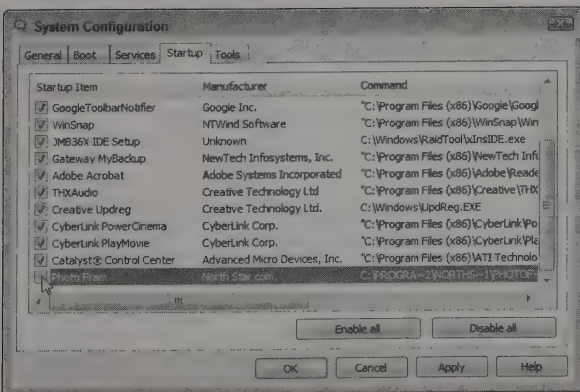 System Configuration
General Boot Services Startup Tools
Startup Item Manufacturer Command
GoogleToolbarNotifier Google Inc. "C:\Program Files (x86)\Google\Googl
WinSnap NTWind Software "C:\Program Files (x86)\WinSnap\Win
JMB36X IDE Setup Unknown C:\Windows\RaidTool\xInsIDE.exe
Gateway MyBackup NewTech Infosystems, Inc. "C:\Program Files (x86)\NewTech Infi
Adobe Acrobat Adobe Systems Incorporated "C:\Program Files (x86)\Adobe\Reade
THXAudio Creative Technology Ltd "C:\Program Files (x86)\Creative\THX
Creative Updreg Creative Technology Ltd. C:\Windows\UpdReg.EXE
CyberLink PowerCinema CyberLink Corp. "C:\Program Files (x86)\CyberLink\Po
CyberLink PlayMovie CyberLink Corp. "C:\Program Files (x86)\CyberLink\Pla
Catalyst® Control Center Advanced Micro Devices, Inc. "C:\Program Files (x86)\ATI Technolo
Photo Fram North Star com. C:\PROGRA~2\NORTHS~1\PHOTOF
Enable all Disable all
OK Cancel Apply Help